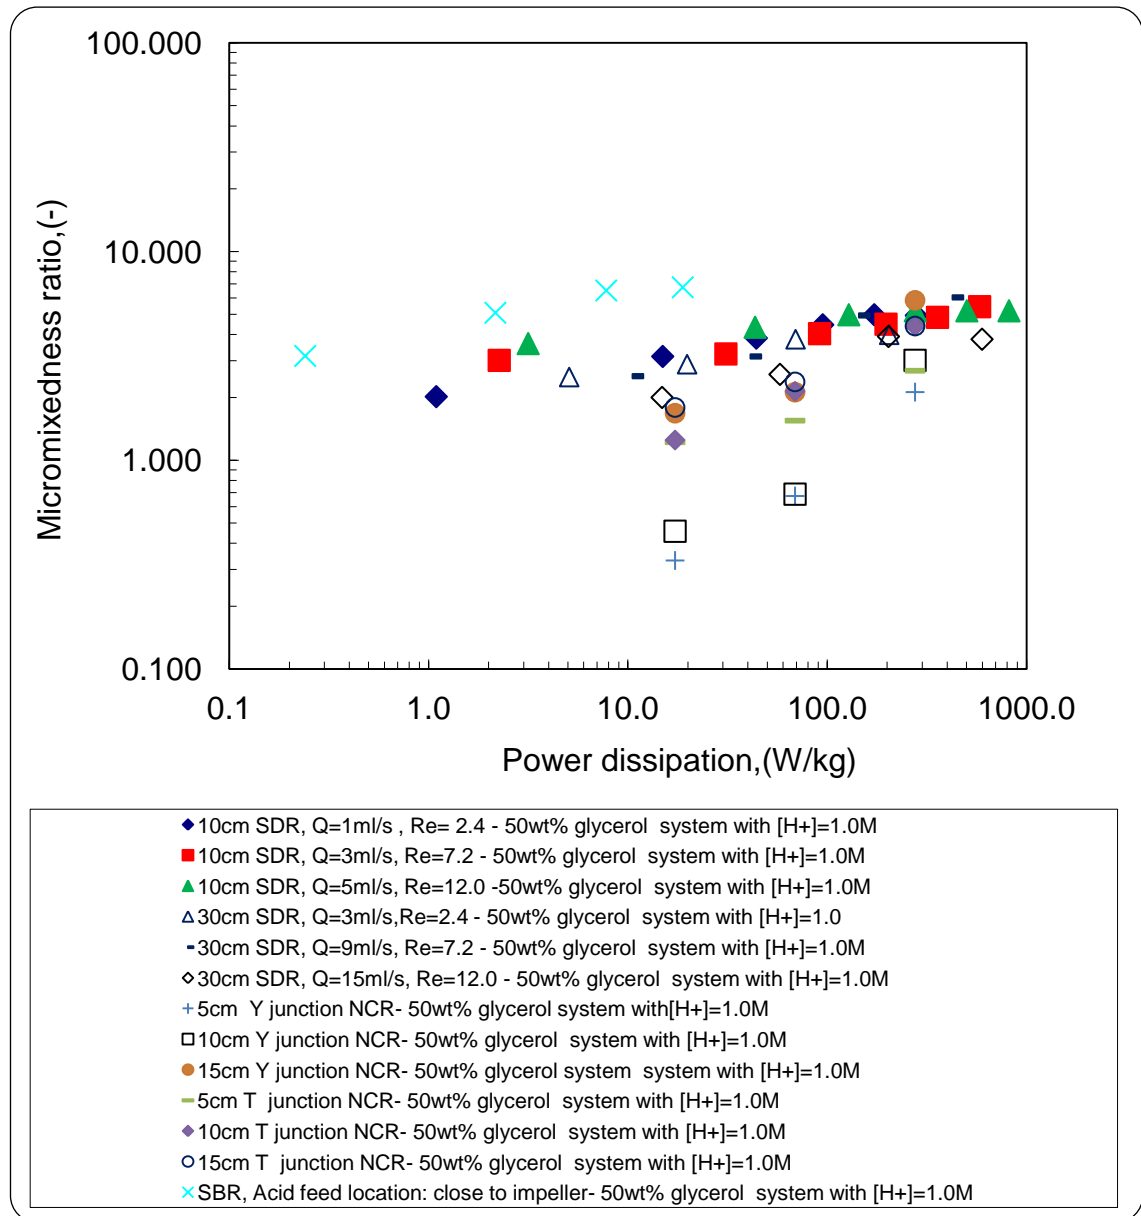 100.000
10.000
1.000
0.100
Micromixedness ratio,(-)
0.1 1.0 10.0 100.0 1000.0
Power dissipation,(W/kg)
10cm SDR, Q=1ml/s , Re= 2.4 - 50wt% glycerol system with [H+]=1.0M
10cm SDR, Q=3ml/s, Re=7.2 - 50wt% glycerol system with [H+]=1.0M
10cm SDR, Q=5ml/s, Re=12.0 -50wt% glycerol system with [H+]=1.0M
30cm SDR, Q=3ml/s,Re=2.4 - 50wt% glycerol system with [H+]=1.0
30cm SDR, Q=9ml/s, Re=7.2 - 50wt% glycerol system with [H+]=1.0M
30cm SDR, Q=15ml/s, Re=12.0 - 50wt% glycerol system with [H+]=1.0M
5cm Y junction NCR- 50wt% glycerol system with[H+]=1.0M
10cm Y junction NCR- 50wt% glycerol system with [H+]=1.0M
15cm Y junction NCR- 50wt% glycerol system system with [H+]=1.0M
5cm T junction NCR- 50wt% glycerol system with [H+]=1.0M
10cm T junction NCR- 50wt% glycerol system with [H+]=1.0M
15cm T junction NCR- 50wt% glycerol system with [H+]=1.0M
SBR, Acid feed location: close to impeller- 50wt% glycerol system with [H+]=1.0M